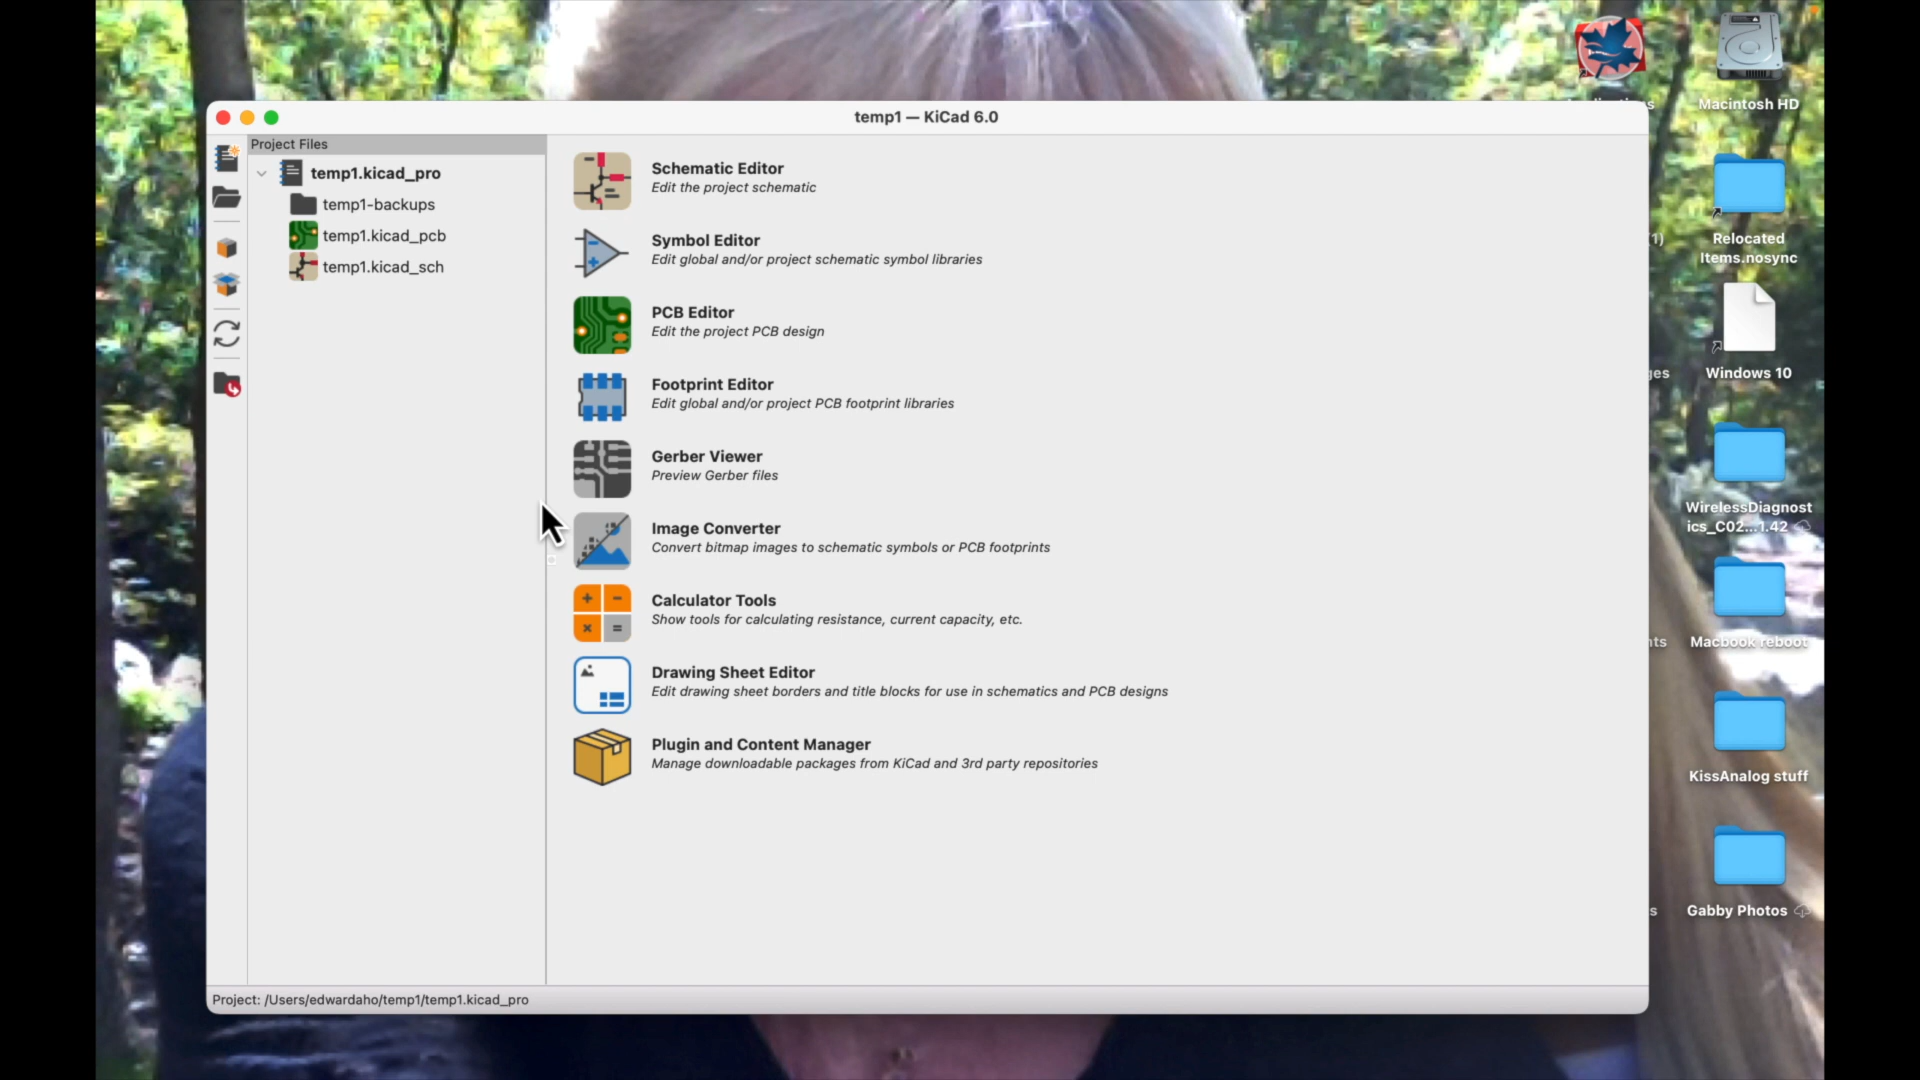 temp1 — KiCad 6.0
Project Files
temp1.kicad_pro
temp1-backups
temp1.kicad_pcb
temp1.kicad_sch
Schematic Editor
Edit the project schematic
Symbol Editor
Edit global and/or project schematic symbol libraries
PCB Editor
Edit the project PCB design
Footprint Editor
Edit global and/or project PCB footprint libraries
Gerber Viewer
Preview Gerber files
Image Converter
Convert bitmap images to schematic symbols or PCB footprints
Calculator Tools
Show tools for calculating resistance, current capacity, etc.
Drawing Sheet Editor
Edit drawing sheet borders and title blocks for use in schematics and PCB designs
Plugin and Content Manager
Manage downloadable packages from KiCad and 3rd party repositories
Project: /Users/edwardaho/temp1/temp1.kicad_pro
Macintosh HD
Relocated
Items.nosync
Windows 10
WirelessDiagnost
ics_C02...1.42
Macbook reboot
KissAnalog stuff
Gabby Photos